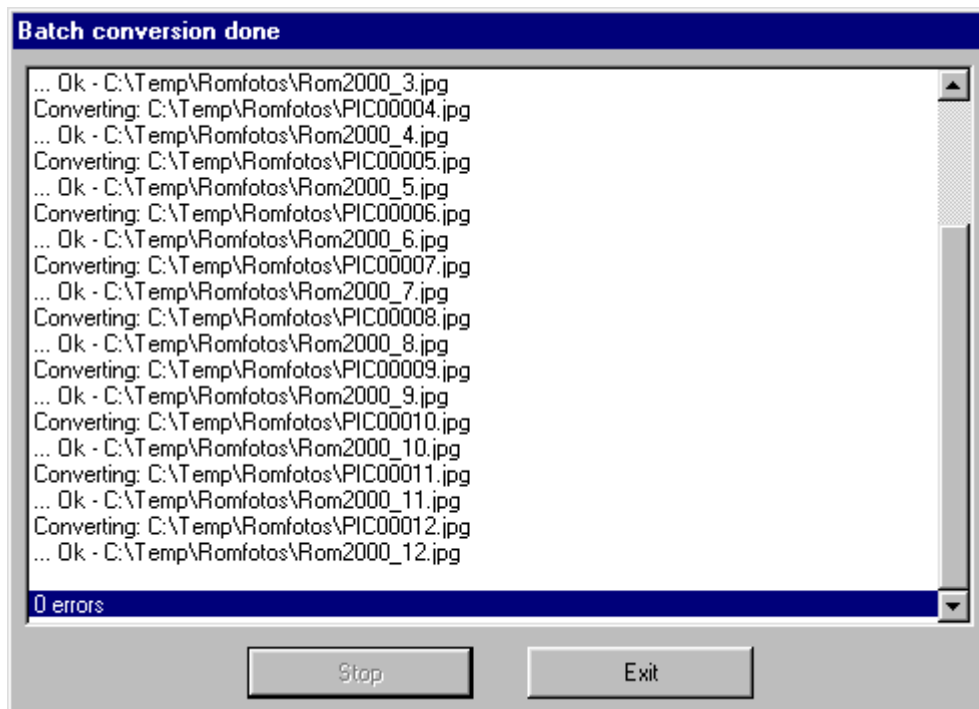 Batch conversion done
... Ok - C:\Temp\Romfotos\Rom2000_3.jpg
Converting: C:\Temp\Romfotos\PIC00004.jpg
... Ok - C:\Temp\Romfotos\Rom2000_4.jpg
Converting: C:\Temp\Romfotos\PIC00005.jpg
... Ok - C:\Temp\Romfotos\Rom2000_5.jpg
Converting: C:\Temp\Romfotos\PIC00006.jpg
... Ok - C:\Temp\Romfotos\Rom2000_6.jpg
Converting: C:\Temp\Romfotos\PIC00007.jpg
... Ok - C:\Temp\Romfotos\Rom2000_7.jpg
Converting: C:\Temp\Romfotos\PIC00008.jpg
... Ok - C:\Temp\Romfotos\Rom2000_8.jpg
Converting: C:\Temp\Romfotos\PIC00009.jpg
... Ok - C:\Temp\Romfotos\Rom2000_9.jpg
Converting: C:\Temp\Romfotos\PIC00010.jpg
... Ok - C:\Temp\Romfotos\Rom2000_10.jpg
Converting: C:\Temp\Romfotos\PIC00011.jpg
... Ok - C:\Temp\Romfotos\Rom2000_11.jpg
Converting: C:\Temp\Romfotos\PIC00012.jpg
... Ok - C:\Temp\Romfotos\Rom2000_12.jpg
0 errors
Stop Exit